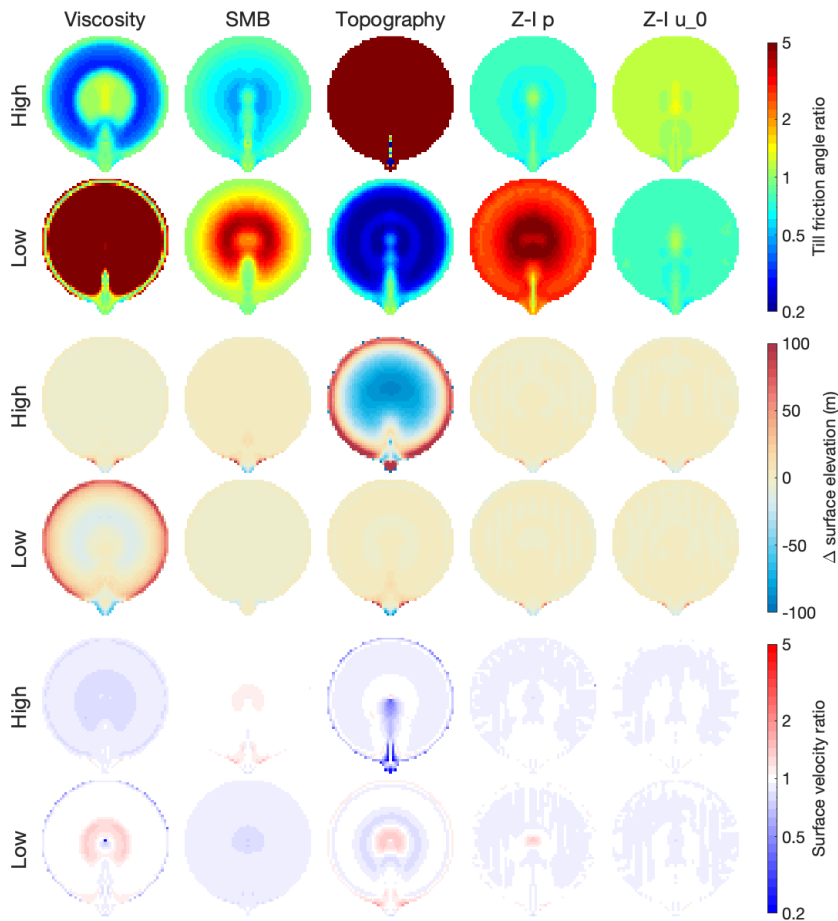 Viscosity SMB Topography Z-I p Z-I u_0
High
Low
5
2
1
0.5
0.2
Till friction angle ratio
High
Low
100
50
0
-50
-100
Δ surface elevation (m)
High
Low
5
2
1
0.5
0.2
Surface velocity ratio